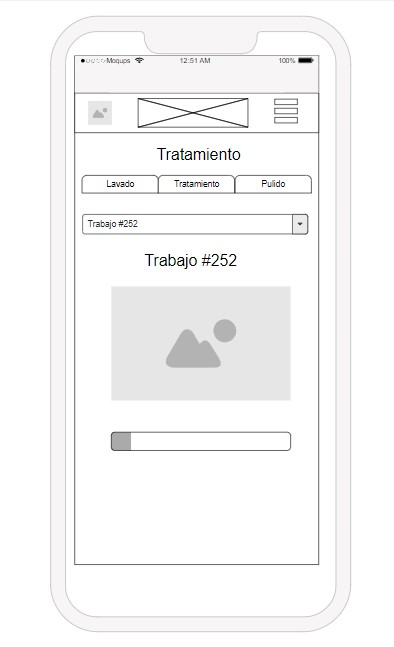 Moqups 12:51 AM 100%
Tratamiento
Lavado Tratamiento Pulido
Trabajo #252
Trabajo #252